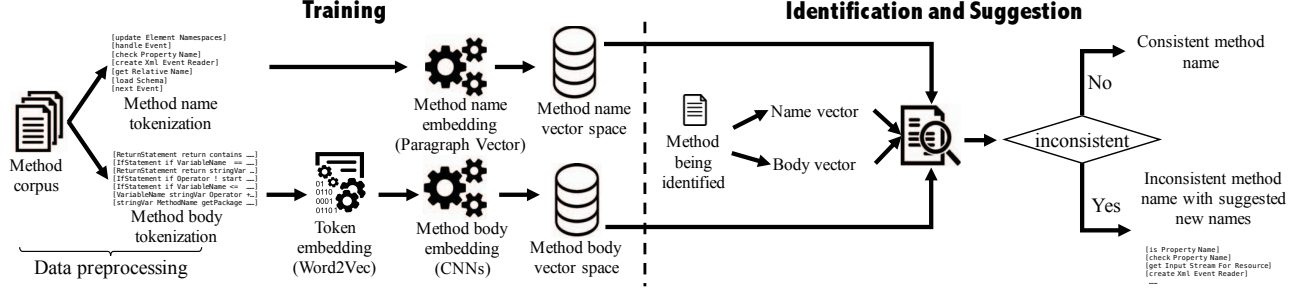 Training
Identification and Suggestion
[update Element Namespaces]
[handle Event]
[check Property Name]
[create Xml Event Reader]
[get Relative Name]
[load Schema]
[next Event]
Method name
tokenization
Method
corpus
[ReturnStatement return contains ……]
[IfStatement if VariableName == ……]
[ReturnStatement return stringVar ……]
[IfStatement if Operator ! start ……]
[IfStatement if VariableName <= ……]
[VariableName stringVar Operator +……]
[stringVar MethodName getPackage ……]
Method body
tokenization
Data preprocessing
01
0110
0001
0110 1
Token
embedding
(Word2Vec)
Method name
embedding
(Paragraph Vector)
Method body
embedding
(CNNs)
Method name
vector space
Method body
vector space
Method
being
identified
Name vector
Body vector
inconsistent
No
Yes
Consistent method
name
Inconsistent method
name with suggested
new names
[is Property Name]
[check Property Name]
[get Input Stream For Resource]
[create Xml Event Reader]
……